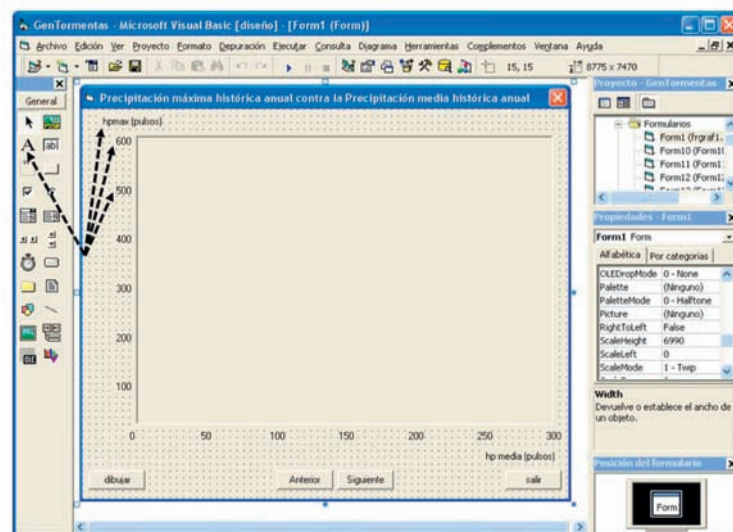 GenTormentas - Microsoft Visual Basic [diseño] - [Form1 (Form)]
Archivo Edición Ver Proyecto Formato Depuración Ejecutar Consulta Diagrama Herramientas Complementos Ventana Ayuda
15, 15 8775 x 7470
General
A
ab|
OLE
Precipitación máxima histórica anual contra la Precipitación media histórica anual
hpmax (pulsos)
600
500
400
300
200
100
0 50 100 150 200 250 300
hp media (pulsos)
dibujar Anterior Siguiente salir
Proyecto - GenTormentas
Formularios
Form1 (frgraf1.
Form10 (Form1(
Form11 (Form1:
Form12 (Form1:
Propiedades - Form1
Form1 Form
Alfabética Por categorías
OLEDropMode 0 - None
Palette (Ninguno)
PaletteMode 0 - Halftone
Picture (Ninguno)
RightToLeft False
ScaleHeight 6990
ScaleLeft 0
ScaleMode 1 - Twip
Width
Devuelve o establece el ancho de
un objeto.
Posición del formulario
Form